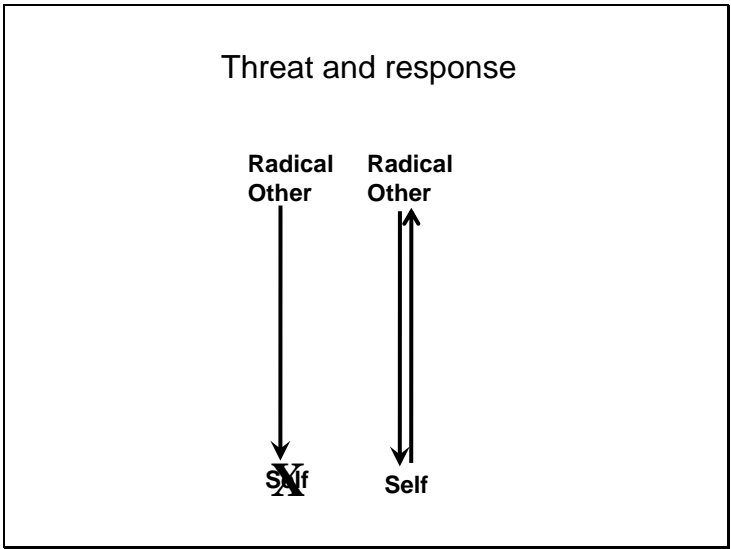 Threat and response
Radical Other
Radical Other
Self
X
Self